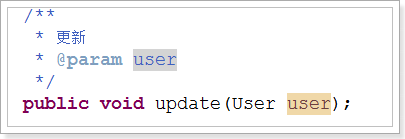 /**
 * 更新
 * @param user
 */
public void update(User user);